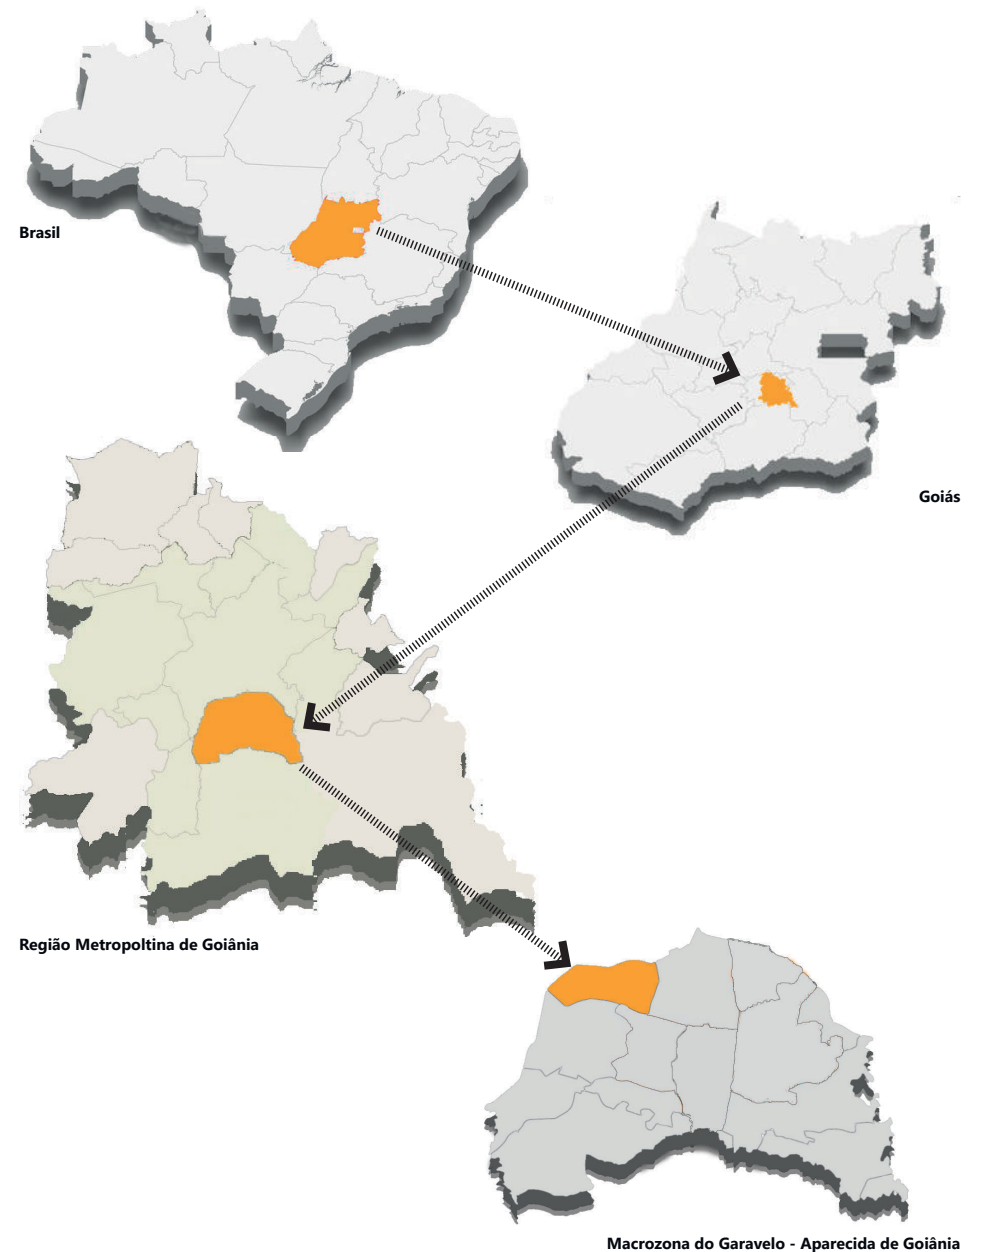 Brasil
Goiás
Região Metropoltina de Goiânia
Macrozona do Garavelo - Aparecida de Goiânia